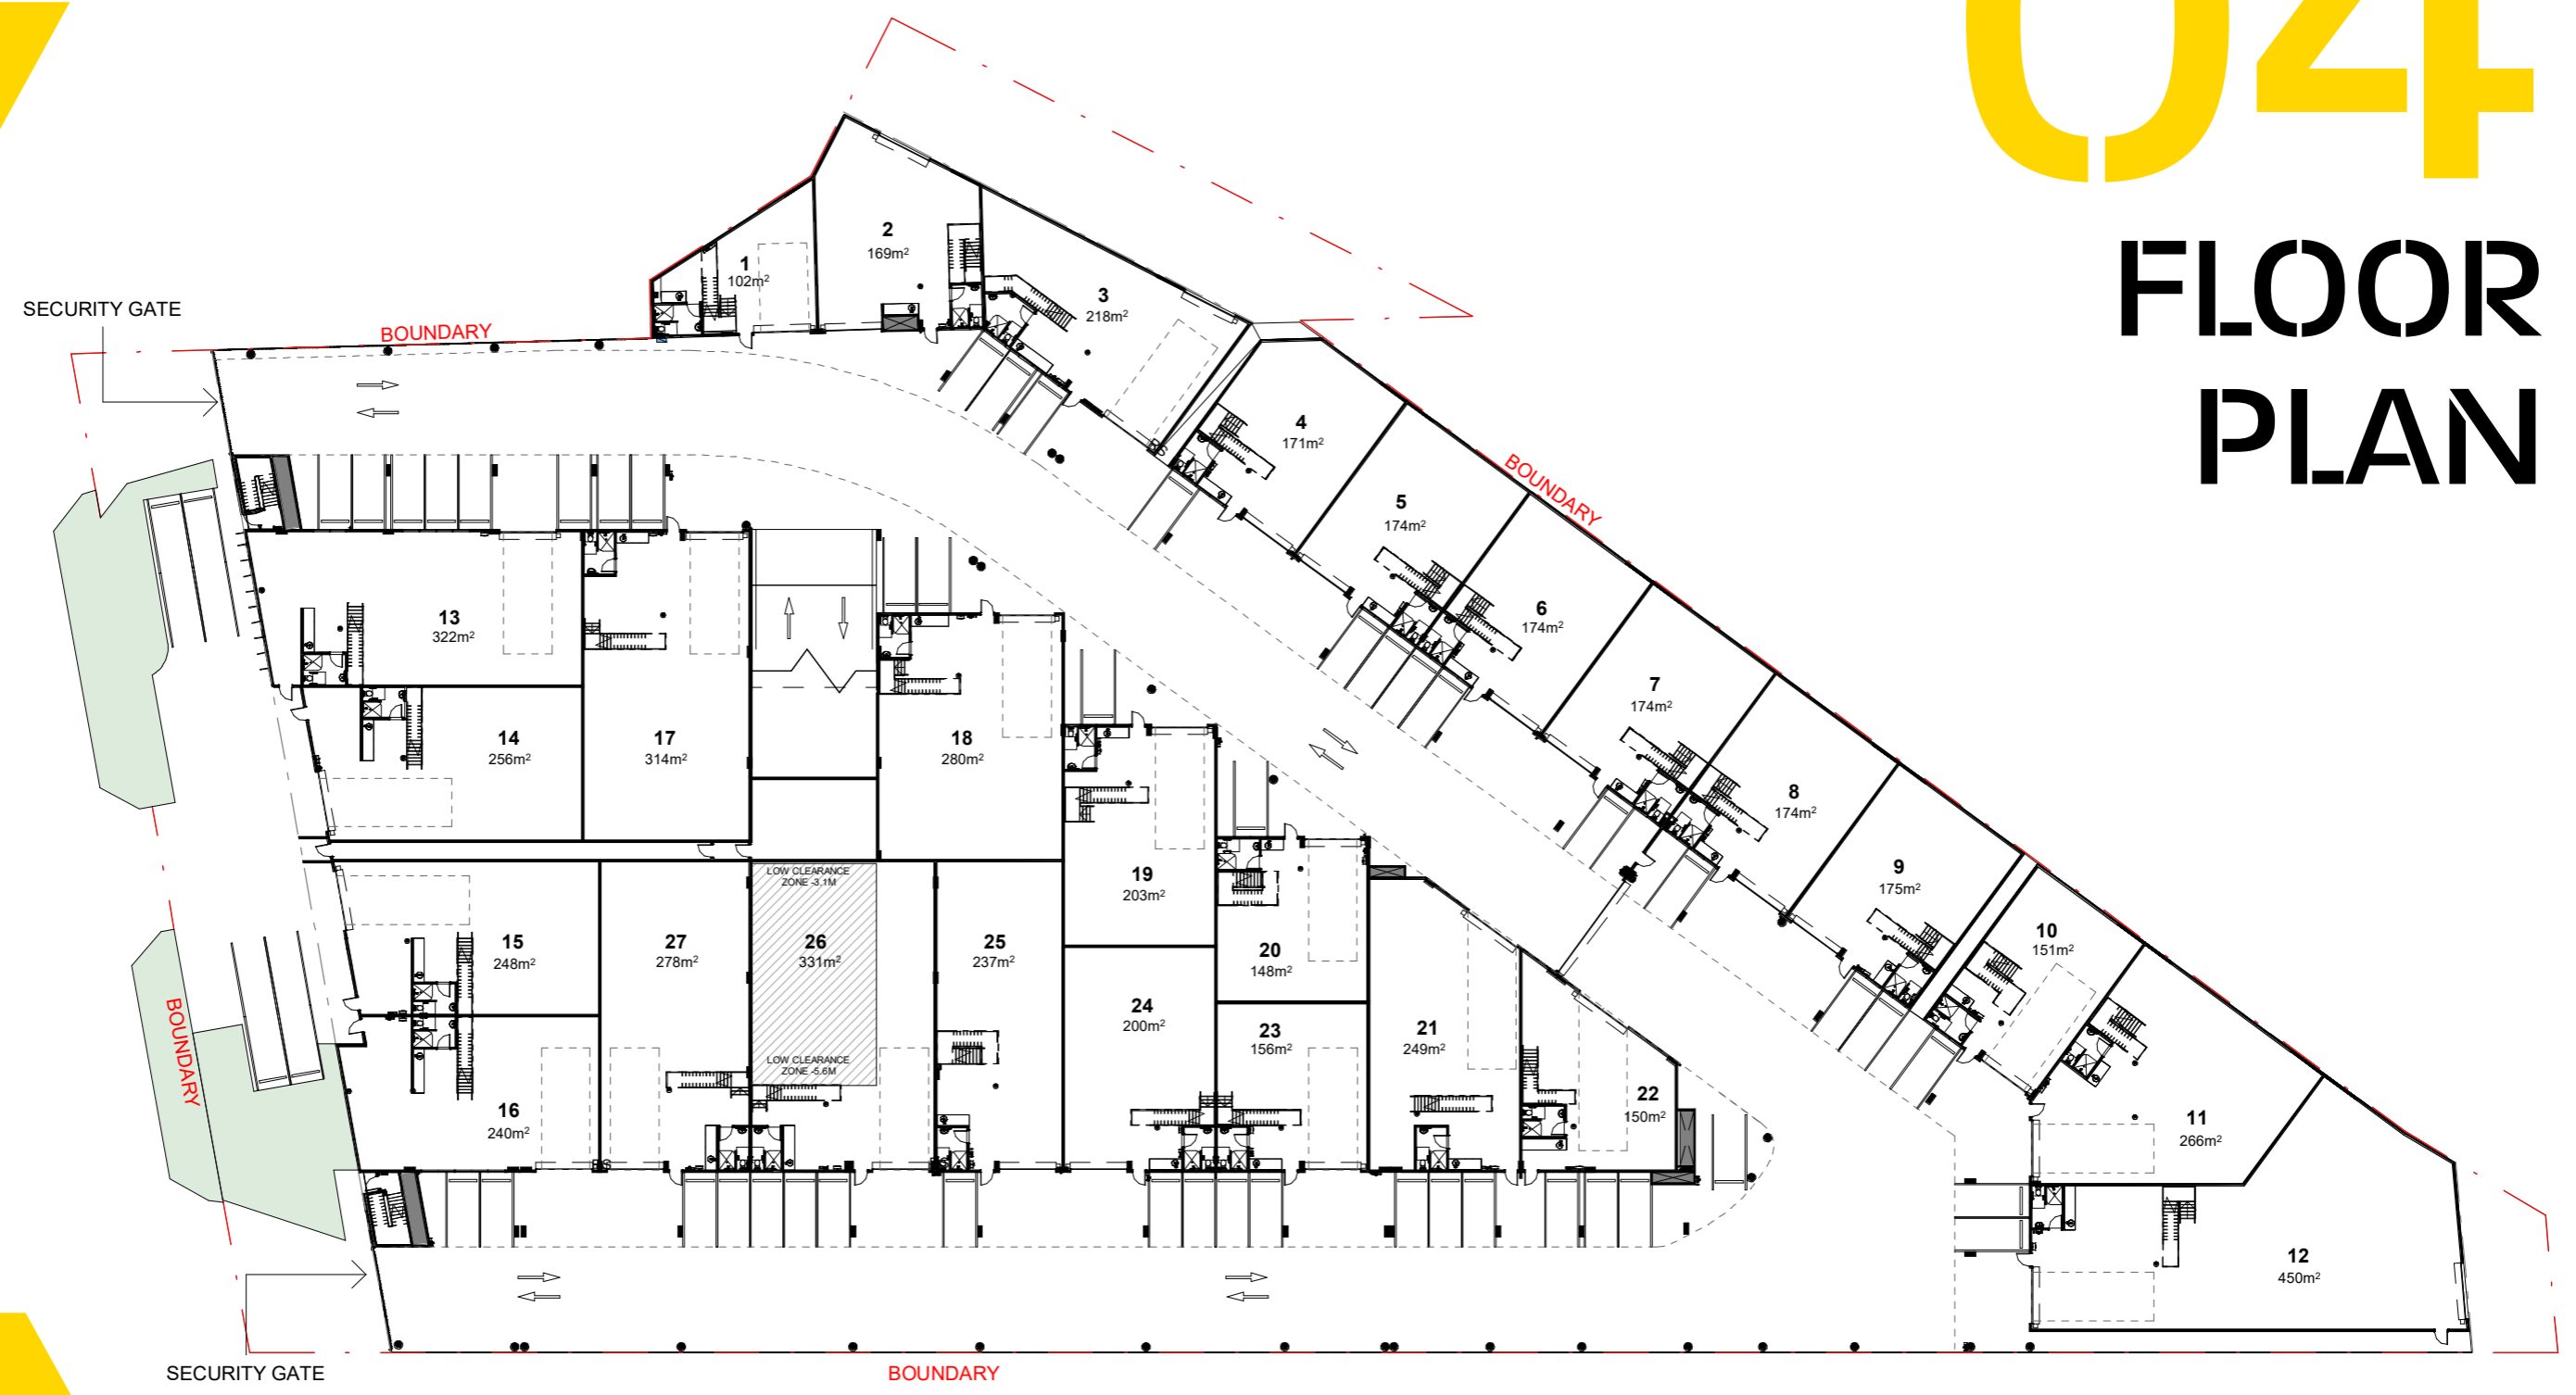 04
FLOOR
PLAN
SECURITY GATE
BOUNDARY
1
102m²
2
169m²
3
218m²
4
171m²
BOUNDARY
5
174m²
6
174m²
7
174m²
8
174m²
9
175m²
10
151m²
11
266m²
12
450m²
13
322m²
14
256m²
17
314m²
18
280m²
19
203m²
20
148m²
15
248m²
27
278m²
LOW CLEARANCE
ZONE -3.1M
26
331m²
LOW CLEARANCE
ZONE -5.6M
25
237m²
24
200m²
23
156m²
21
249m²
22
150m²
16
240m²
BOUNDARY
SECURITY GATE
BOUNDARY